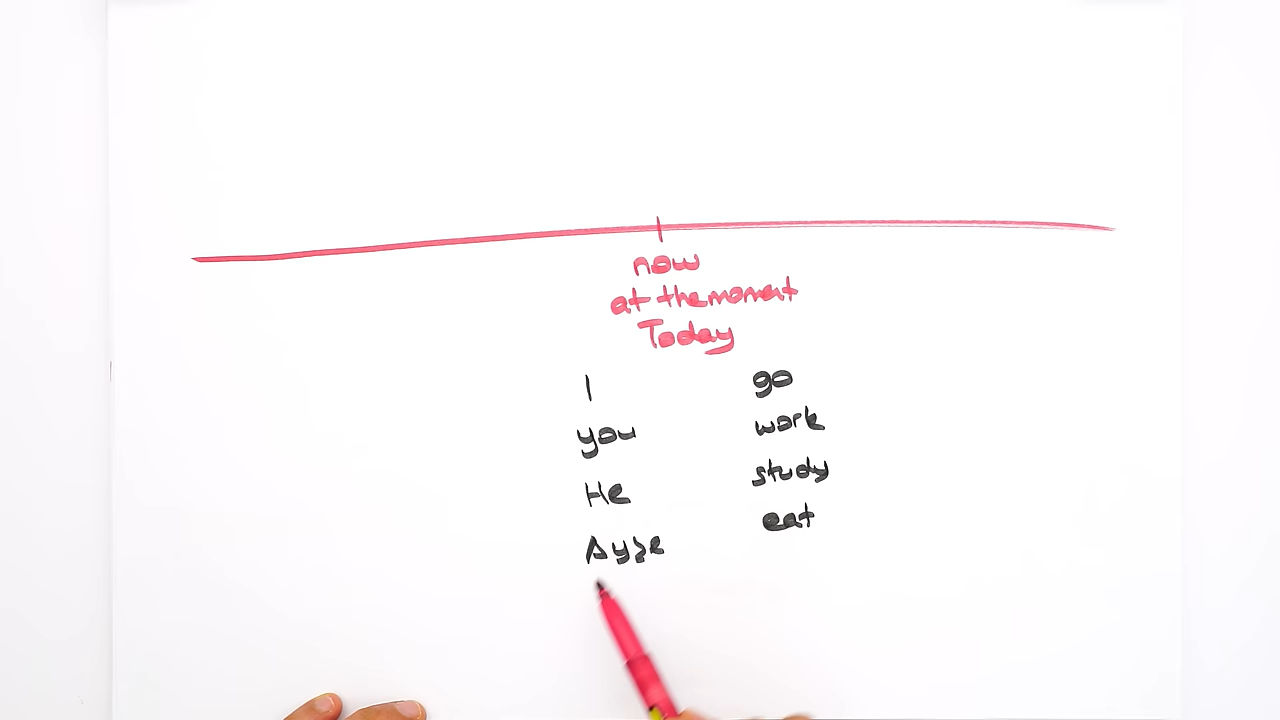 now
at the moment
Today
I
you
He
Ayşe
go
work
study
eat